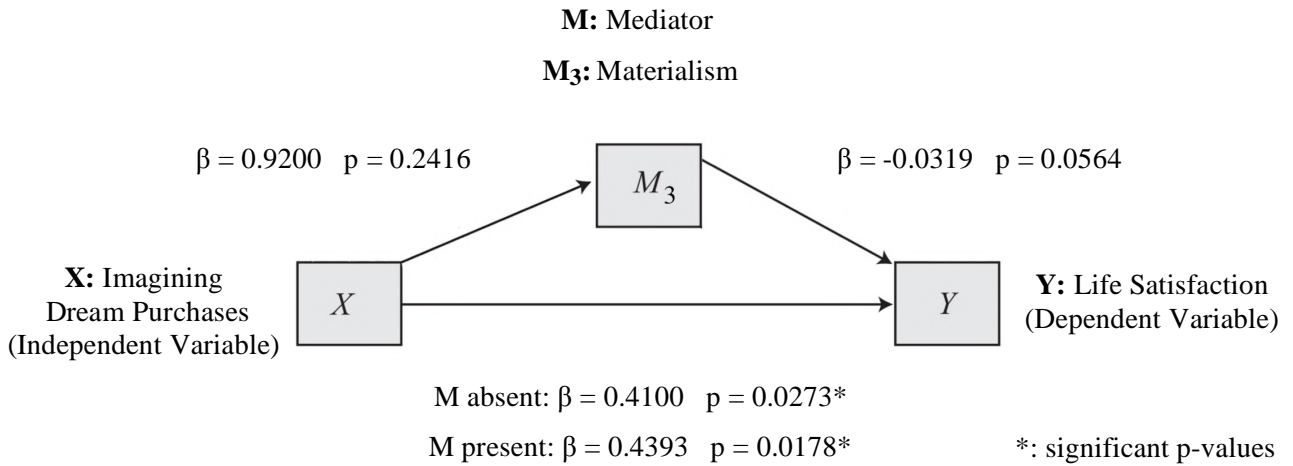 M: Mediator
M3: Materialism
β = 0.9200 p = 0.2416
β = -0.0319 p = 0.0564
M3
X: Imagining
Dream Purchases
(Independent Variable)
X
Y
Y: Life Satisfaction
(Dependent Variable)
M absent: β = 0.4100 p = 0.0273*
M present: β = 0.4393 p = 0.0178*
*: significant p-values